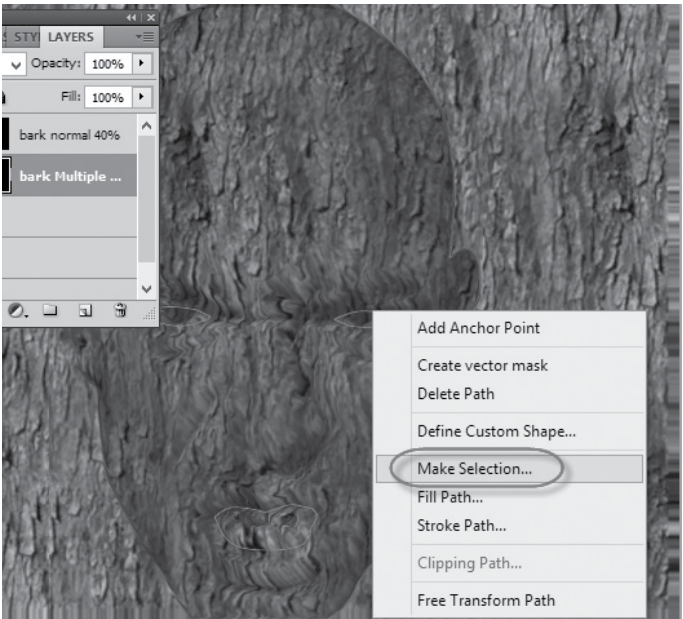 STY LAYERS
Opacity: 100%
Fill: 100%
bark normal 40%
bark Multiple ...
Add Anchor Point
Create vector mask
Delete Path
Define Custom Shape...
Make Selection...
Fill Path...
Stroke Path...
Clipping Path...
Free Transform Path